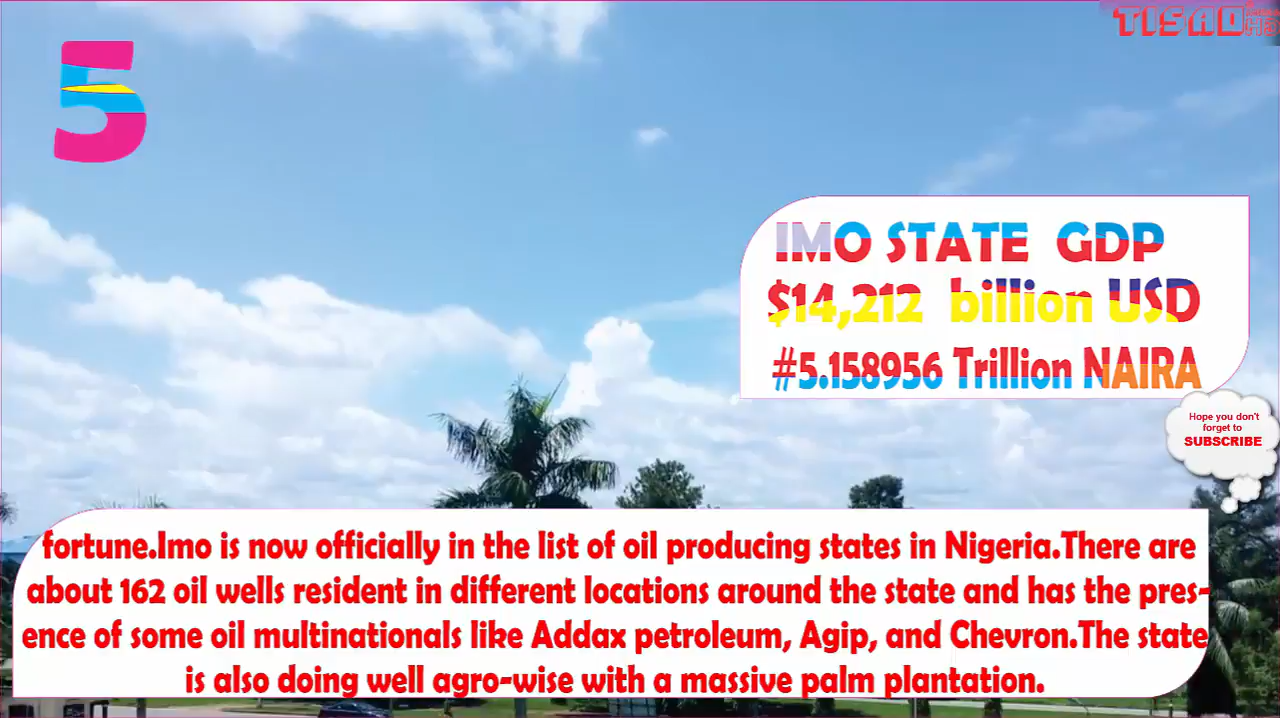 5
TISAD
IMO STATE GDP
$14,212 billion USD
#5.158956 Trillion NAIRA
Hope you don't
forget to
SUBSCRIBE
fortune.Imo is now officially in the list of oil producing states in Nigeria.There are
about 162 oil wells resident in different locations around the state and has the pres-
ence of some oil multinationals like Addax petroleum, Agip, and Chevron.The state
is also doing well agro-wise with a massive palm plantation.